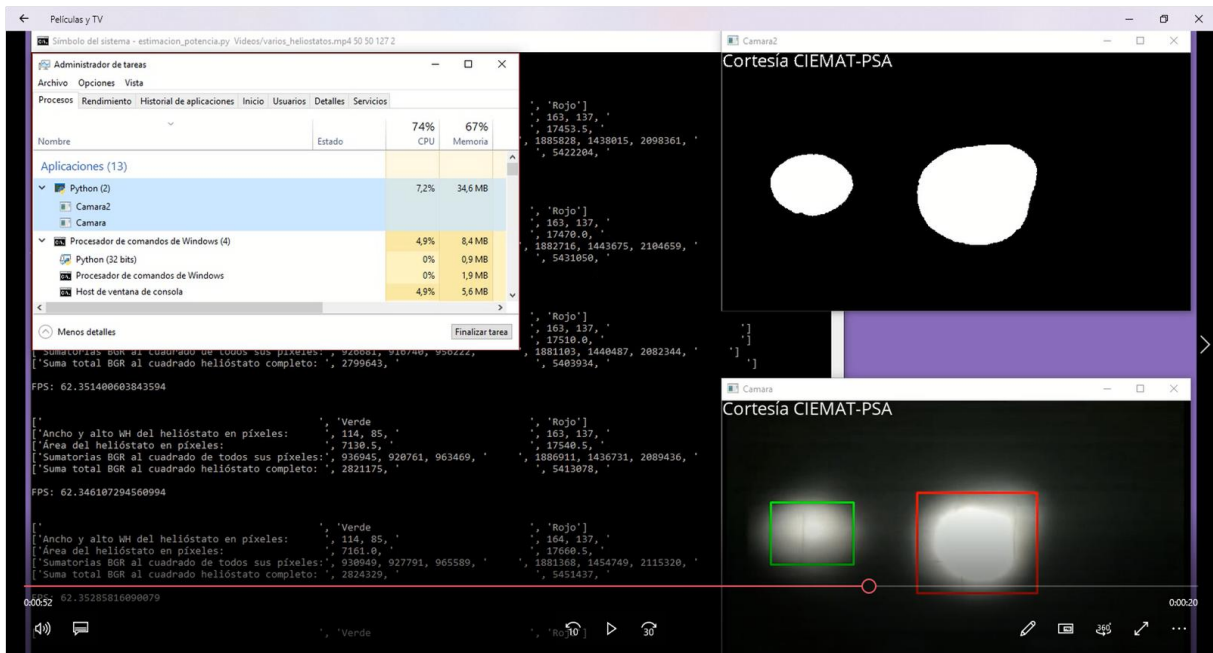 Películas y TV
Símbolo del sistema - estimacion_potencia.py Videos/varios_heliostatos.mp4 50 50 127 2
Administrador de tareas
Archivo Opciones Vista
Procesos Rendimiento Historial de aplicaciones Inicio Usuarios Detalles Servicios
74% 67%
Nombre Estado CPU Memoria
Aplicaciones (13)
Python (2) 7,2% 34,6 MB
Camara2
Camara
Procesador de comandos de Windows (4) 4,9% 8,4 MB
Python (32 bits) 0% 0,9 MB
Procesador de comandos de Windows 0% 1,9 MB
Host de ventana de consola 4,9% 5,6 MB
Menos detalles Finalizar tarea
', 'Rojo']
', 163, 137, '
', 17453.5, '
', 1885828, 1438015, 2098361, '
', 5422204, '
', 'Rojo']
', 163, 137, '
', 17470.0, '
', 1882716, 1443675, 2104659, '
', 5431050, '
', 'Rojo']
', 163, 137, ' ']
', 17510.0, ' ']
['Sumatorias BGR al cuadrado de todos sus píxeles:', 926681, 916740, 956222, ' ', 1881103, 1440487, 2082344, ' ']
['Suma total BGR al cuadrado helióstato completo: ', 2799643, ' ', 5403934, ' ']
FPS: 62.351400603843594
[' ', 'Verde ', 'Rojo']
['Ancho y alto WH del helióstato en píxeles: ', 114, 85, ' ', 163, 137, '
['Área del helióstato en píxeles: ', 7130.5, ' ', 17540.5, '
['Sumatorias BGR al cuadrado de todos sus píxeles:', 936945, 920761, 963469, ' ', 1886911, 1436731, 2089436, '
['Suma total BGR al cuadrado helióstato completo: ', 2821175, ' ', 5413078, '
FPS: 62.346107294560994
[' ', 'Verde ', 'Rojo']
['Ancho y alto WH del helióstato en píxeles: ', 114, 85, ' ', 164, 137, '
['Área del helióstato en píxeles: ', 7161.0, ' ', 17660.5, '
['Sumatorias BGR al cuadrado de todos sus píxeles:', 930949, 927791, 965589, ' ', 1881368, 1454749, 2115320, '
['Suma total BGR al cuadrado helióstato completo: ', 2824329, ' ', 5451437, '
62.35285816090079
', 'Verde
Camara2
Cortesía CIEMAT-PSA
Camara
Cortesía CIEMAT-PSA
0:00:52 0:00:20
10 30
360